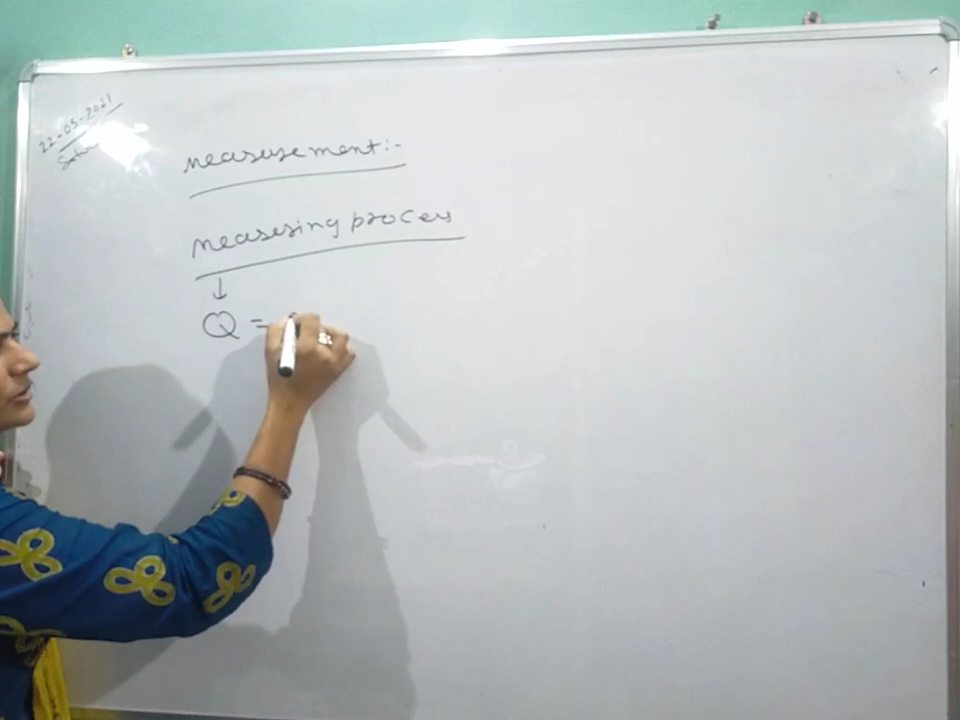 22-05-2021
measurement:-
measuring process
↓
Q =